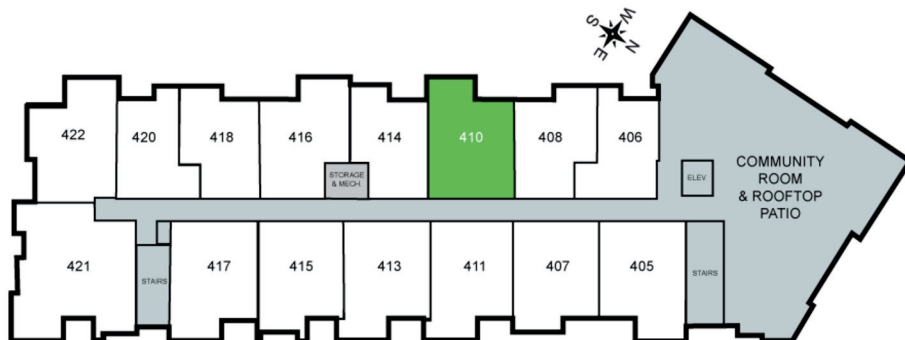 W
S
N
E
422
420
418
416
414
410
408
406
STORAGE
& MECH.
ELEV
COMMUNITY
ROOM
& ROOFTOP
PATIO
421
STAIRS
417
415
413
411
407
405
STAIRS